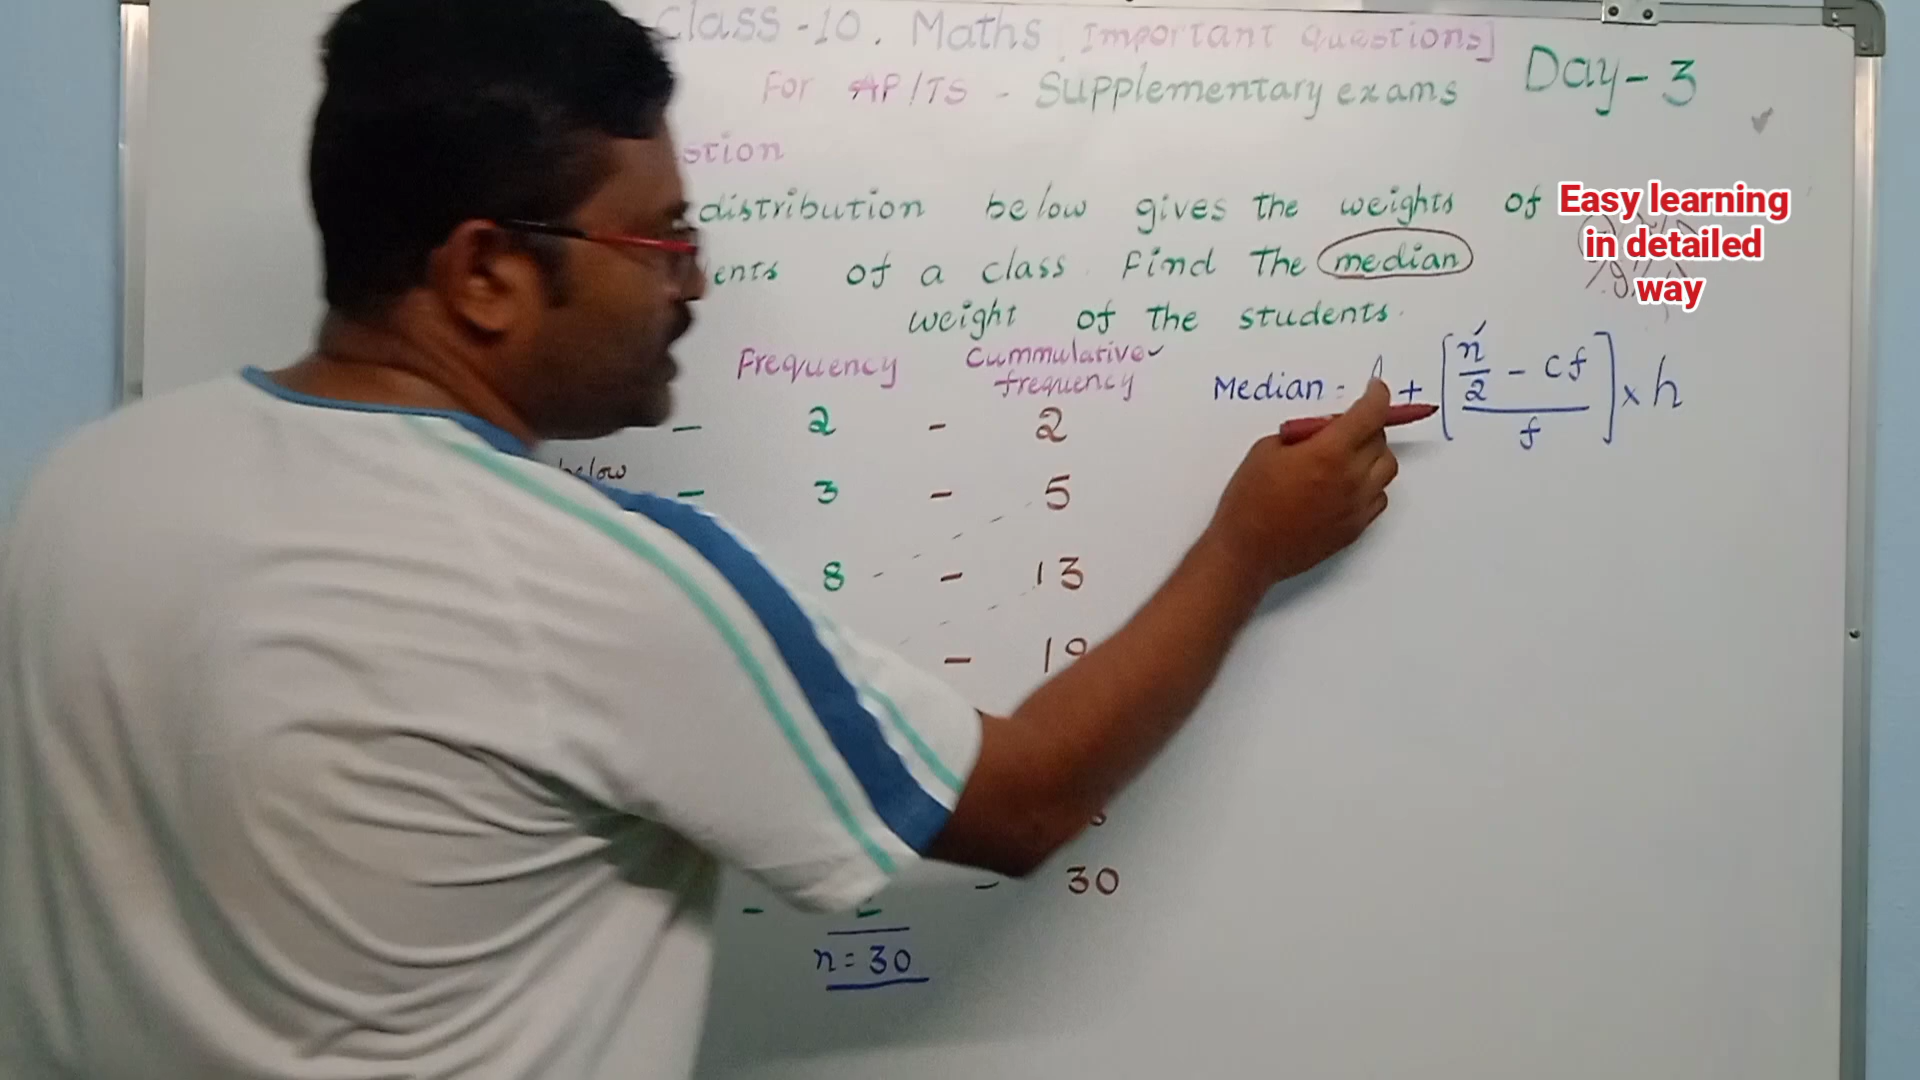 Class-10. Maths Important Questions]
For AP/TS - Supplementary exams
Day-3
stion
distribution below gives the weights of
ents of a class. Find the median
weight of the students.
Easy learning
in detailed
way
Frequency
Cummulative
frequency
Median = + [n/2 - cf / f] × h
- 2 - 2
below
- 3 - 5
8 - - 13
- 19
- - 30
n = 30